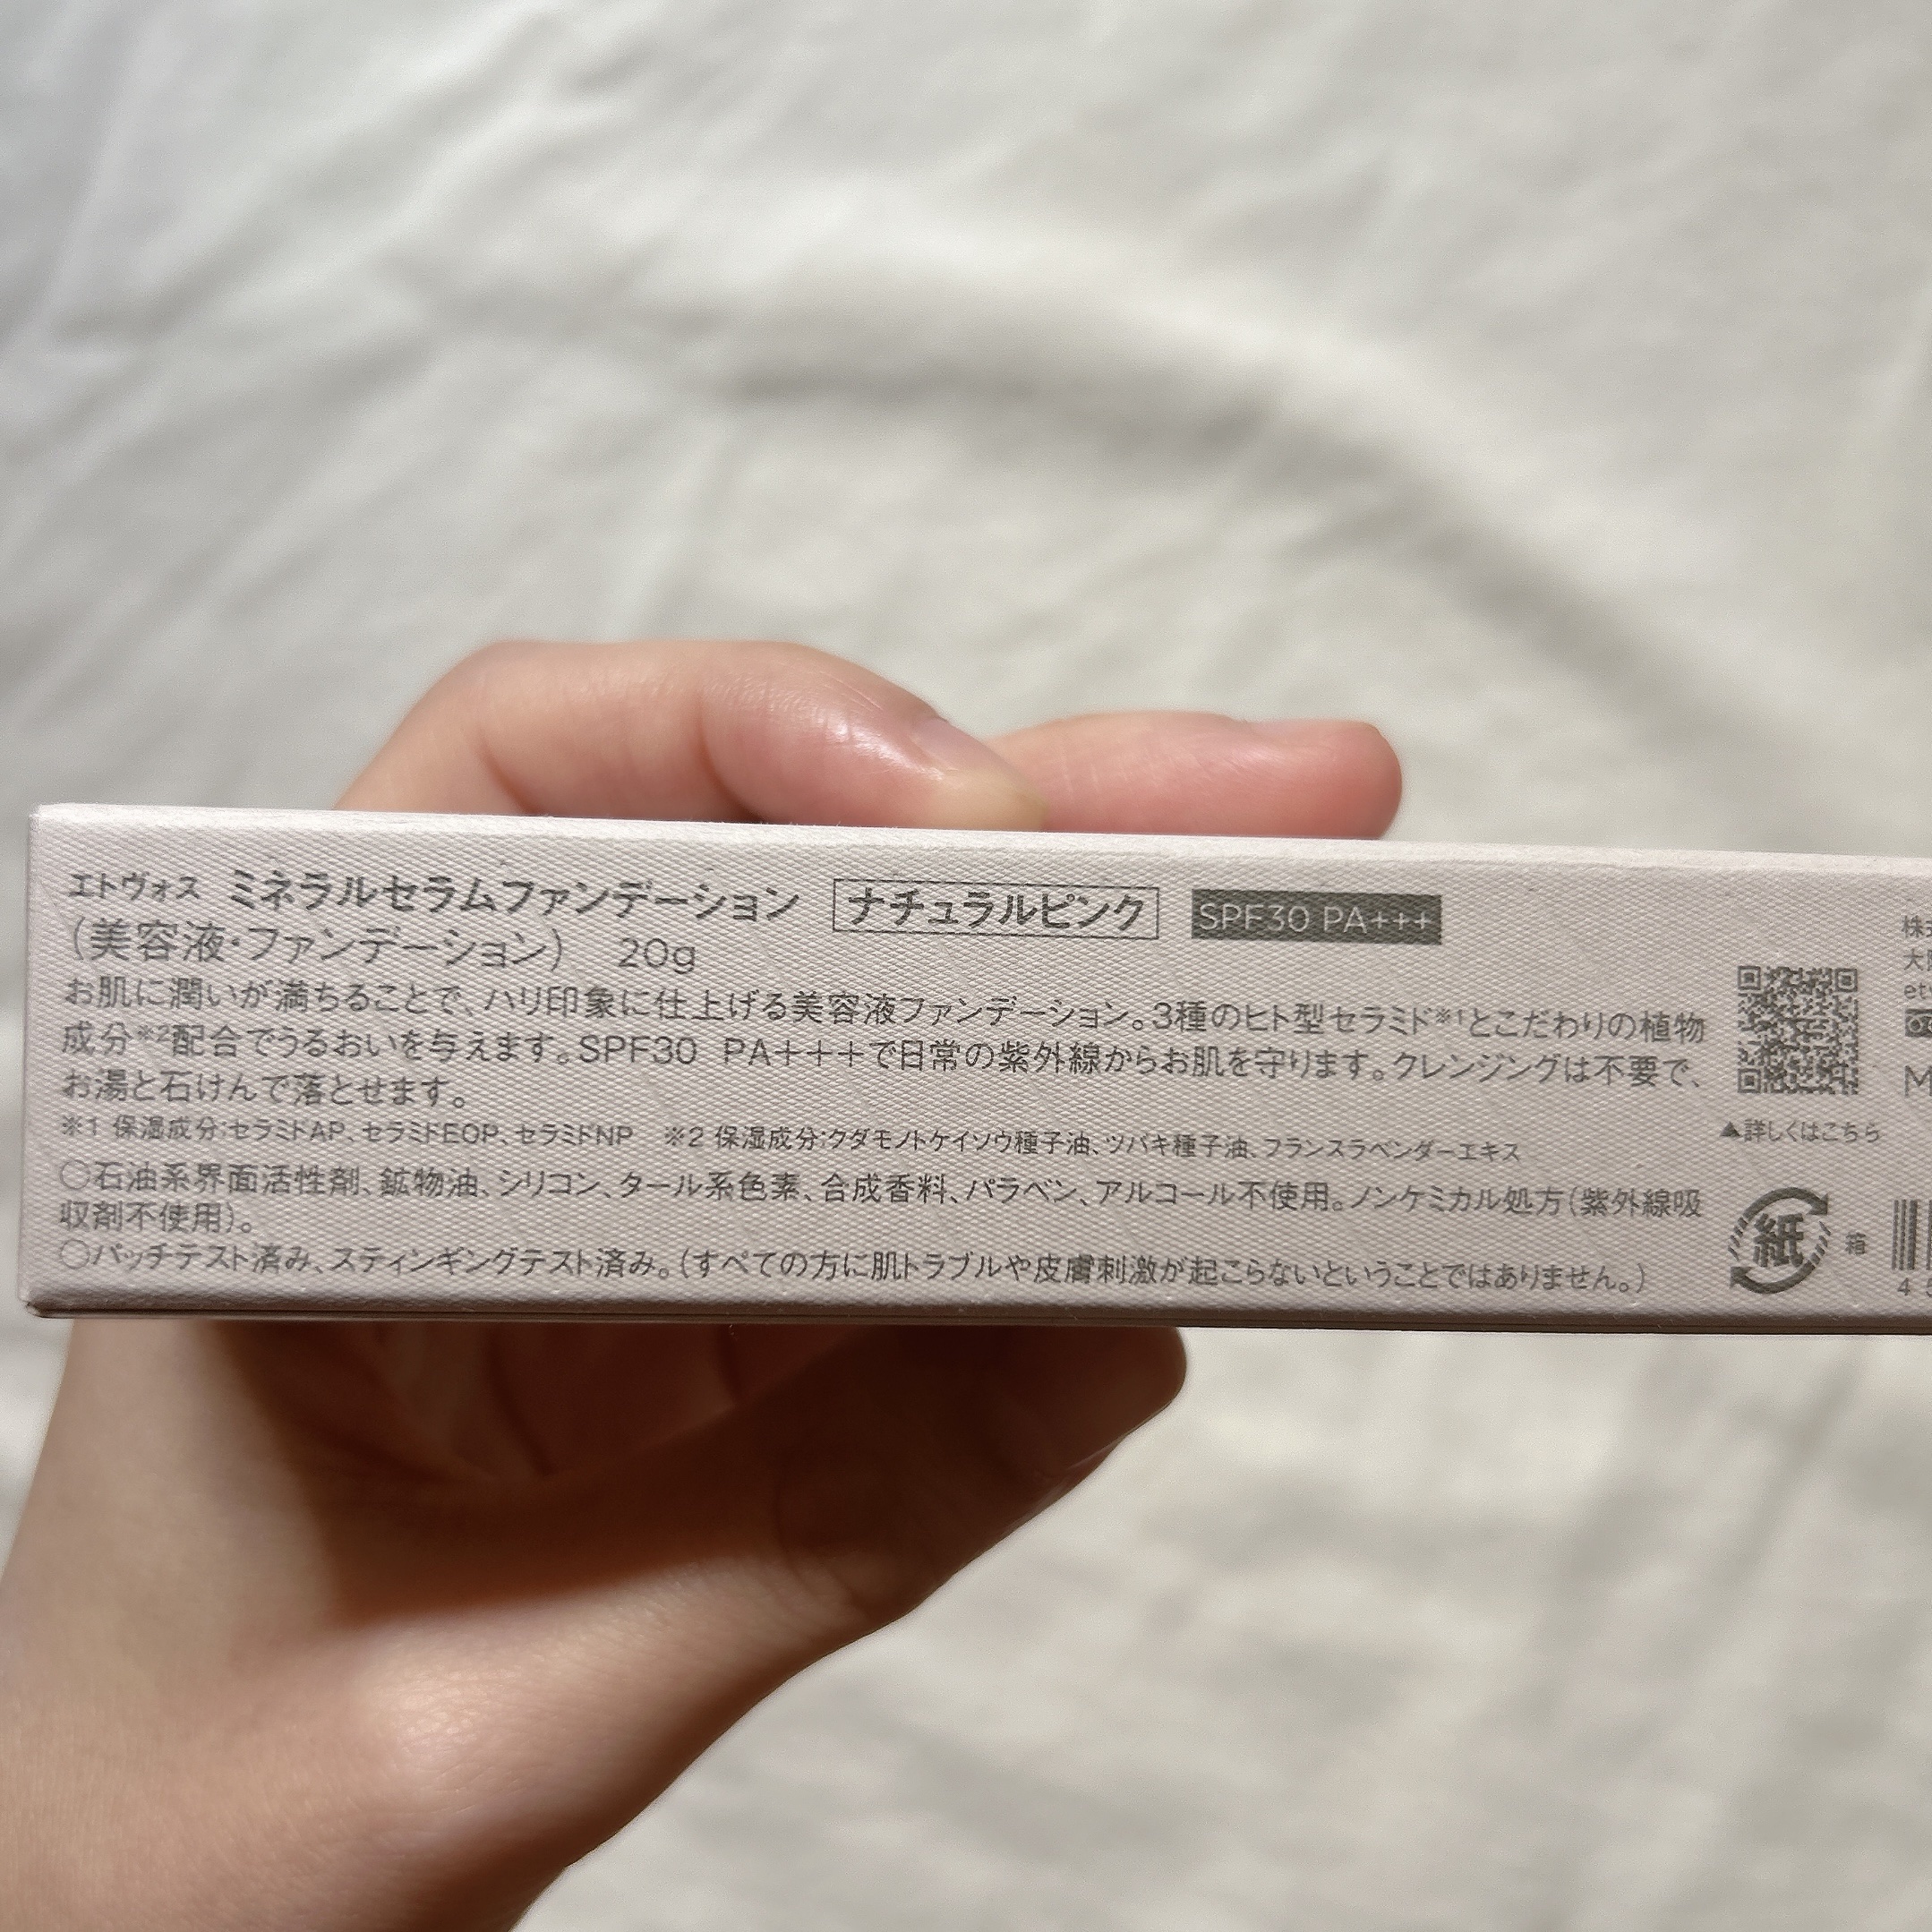 エトヴォス ミネラルセラムファンデーション ナチュラルピンク SPF30 PA+++
(美容液・ファンデーション) 20g
お肌に潤いが満ちることで、ハリ印象に仕上げる美容液ファンデーション。3種のヒト型セラミド※1とこだわりの植物
成分※2配合でうるおいを与えます。SPF30 PA+++で日常の紫外線からお肌を守ります。クレンジングは不要で、
お湯と石けんで落とせます。
※1 保湿成分:セラミドAP、セラミドEOP、セラミドNP ※2 保湿成分:クダモノトケイソウ種子油、ツバキ種子油、フランスラベンダーエキス
○石油系界面活性剤、鉱物油、シリコン、タール系色素、合成香料、パラベン、アルコール不使用。ノンケミカル処方(紫外線吸
収剤不使用)。
○パッチテスト済み、スティンギングテスト済み。(すべての方に肌トラブルや皮膚刺激が起こらないということではありません。)
▲詳しくはこちら
紙 箱
株
大
et
M
4